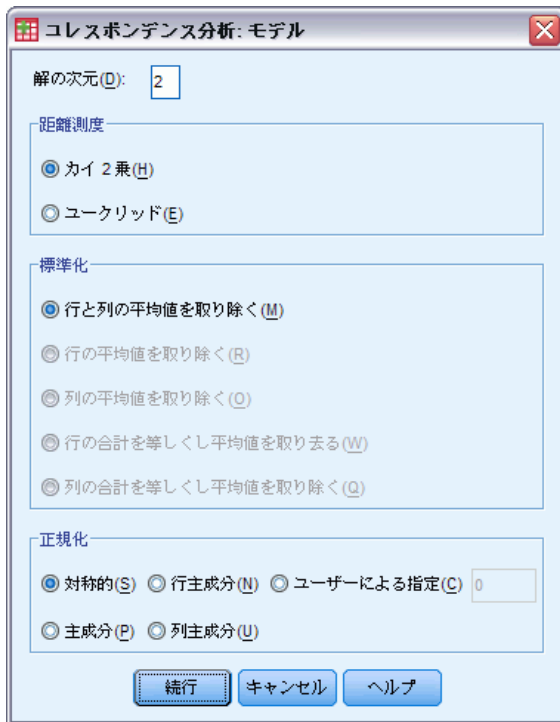 コレスポンデンス分析: モデル
解の次元(D): 2
距離測度
カイ 2 乗(H)
ユークリッド(E)
標準化
行と列の平均値を取り除く(M)
行の平均値を取り除く(R)
列の平均値を取り除く(O)
行の合計を等しくし平均値を取り去る(W)
列の合計を等しくし平均値を取り除く(Q)
正規化
対称的(S) 行主成分(N) ユーザーによる指定(C) 0
主成分(P) 列主成分(U)
続行 キャンセル ヘルプ